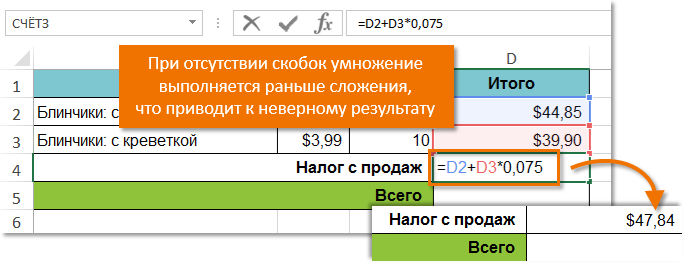 СЧЁТЗ =D2+D3*0,075
При отсутствии скобок умножение
выполняется раньше сложения,
что приводит к неверному результату
D
1 Итого
2 Блинчики: с $44,85
3 Блинчики: с креветкой $3,99 10 $39,90
4 Налог с продаж =D2+D3*0,075
5 Всего
6
Налог с продаж $47,84
Всего